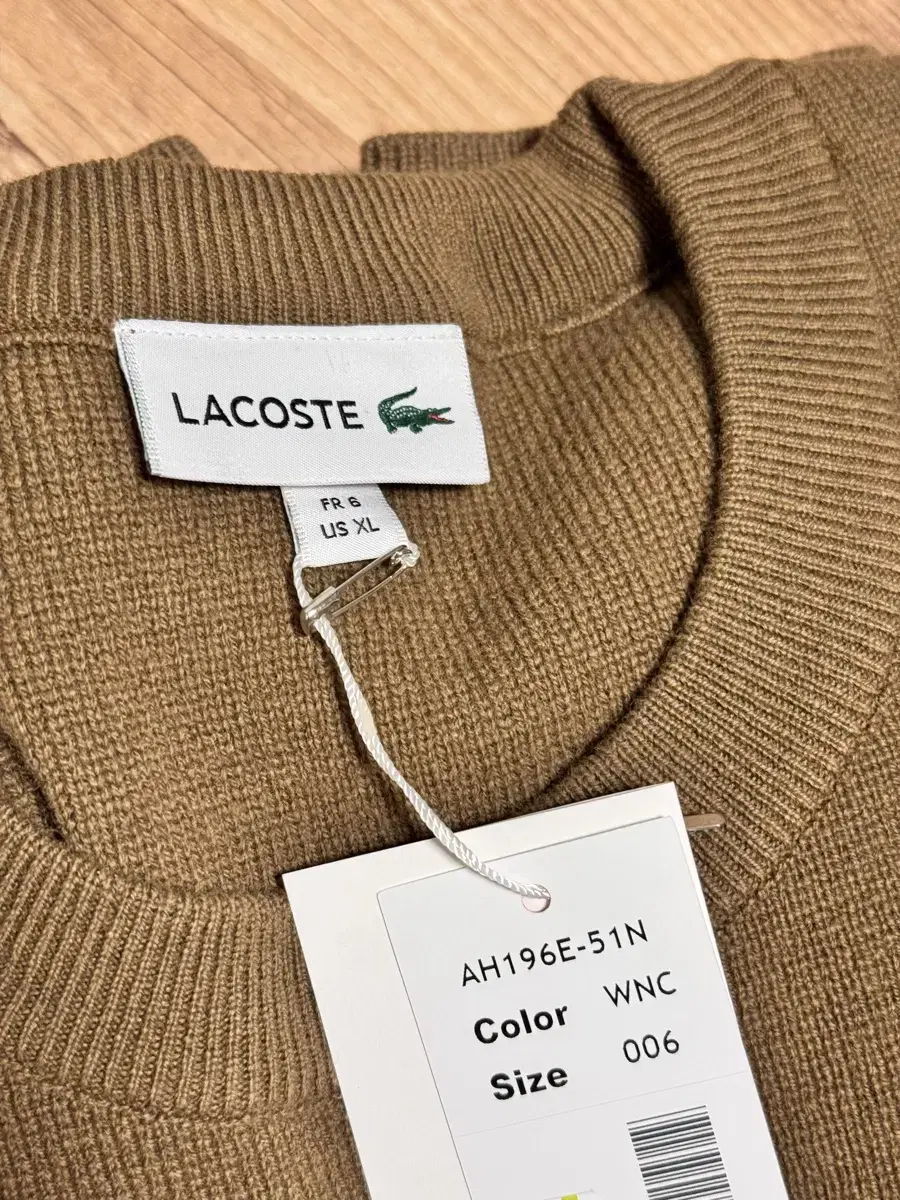 LACOSTE
FR 6
US XL
AH196E-51N
Color WNC
Size 006